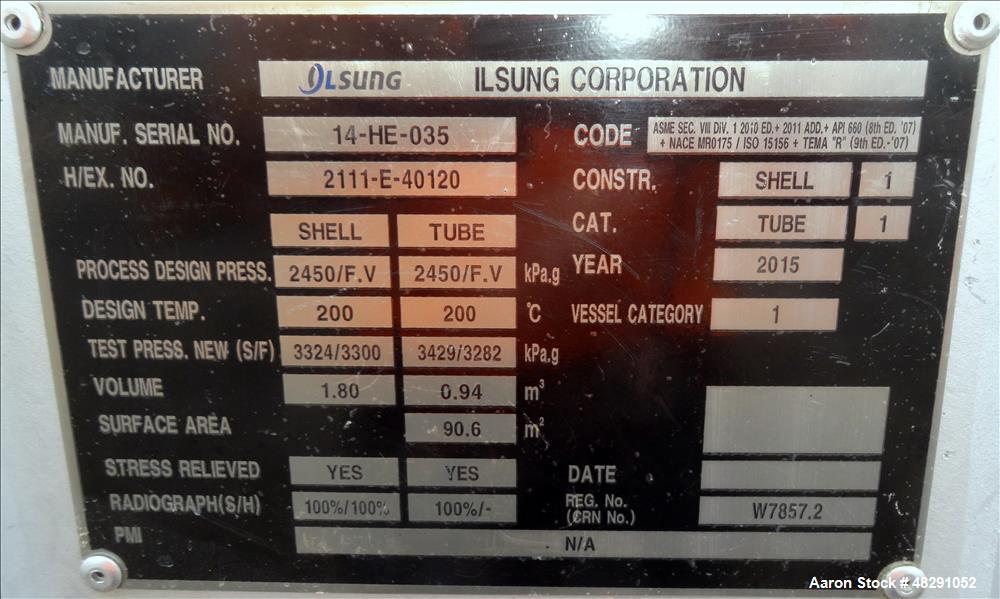 MANUFACTURER ILSUNG ILSUNG CORPORATION
MANUF. SERIAL NO. 14-HE-035 CODE ASME SEC. VIII DIV. 1 2010 ED.+ 2011 ADD.+ API 660 (8th ED. '07)
+ NACE MR0175 / ISO 15156 + TEMA "R" (9th ED.-'07)
H/EX. NO. 2111-E-40120 CONSTR. SHELL 1
SHELL TUBE CAT. TUBE 1
PROCESS DESIGN PRESS. 2450/F.V 2450/F.V kPa.g YEAR 2015
DESIGN TEMP. 200 200 °C VESSEL CATEGORY 1
TEST PRESS. NEW (S/F) 3324/3300 3429/3282 kPa.g
VOLUME 1.80 0.94 m³
SURFACE AREA 90.6 m²
STRESS RELIEVED YES YES DATE
RADIOGRAPH(S/H) 100%/100% 100%/- REG. No.
(CRN No.) W7857.2
PMI N/A
Aaron Stock # 48291052